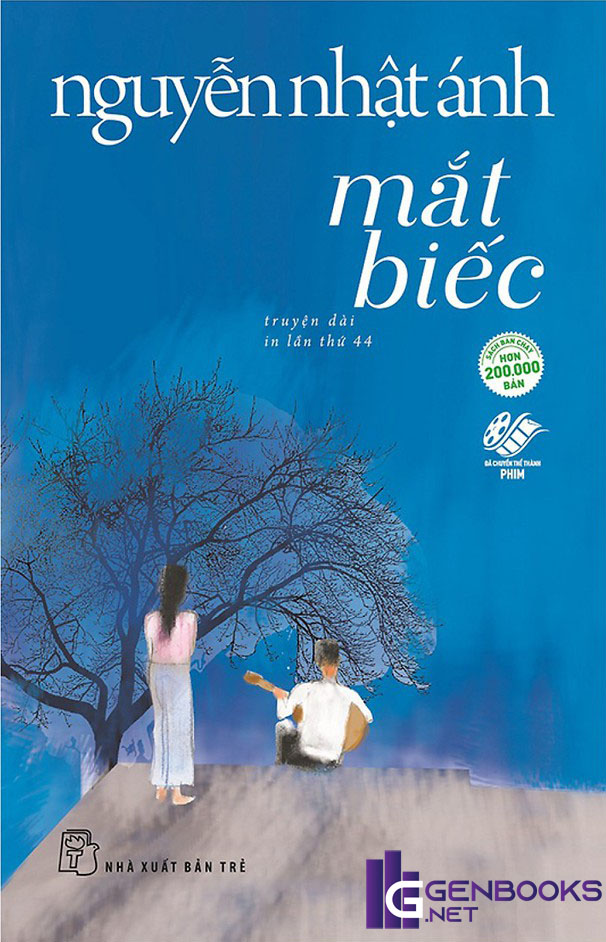 nguyễn nhật ánh
mắt
biếc
truyện dài
in lần thứ 44
SÁCH BÁN CHẠY
HƠN
200.000
BẢN
ĐÃ CHUYỂN THỂ THÀNH
PHIM
T
NHÀ XUẤT BẢN TRẺ
GENBOOKS
.NET